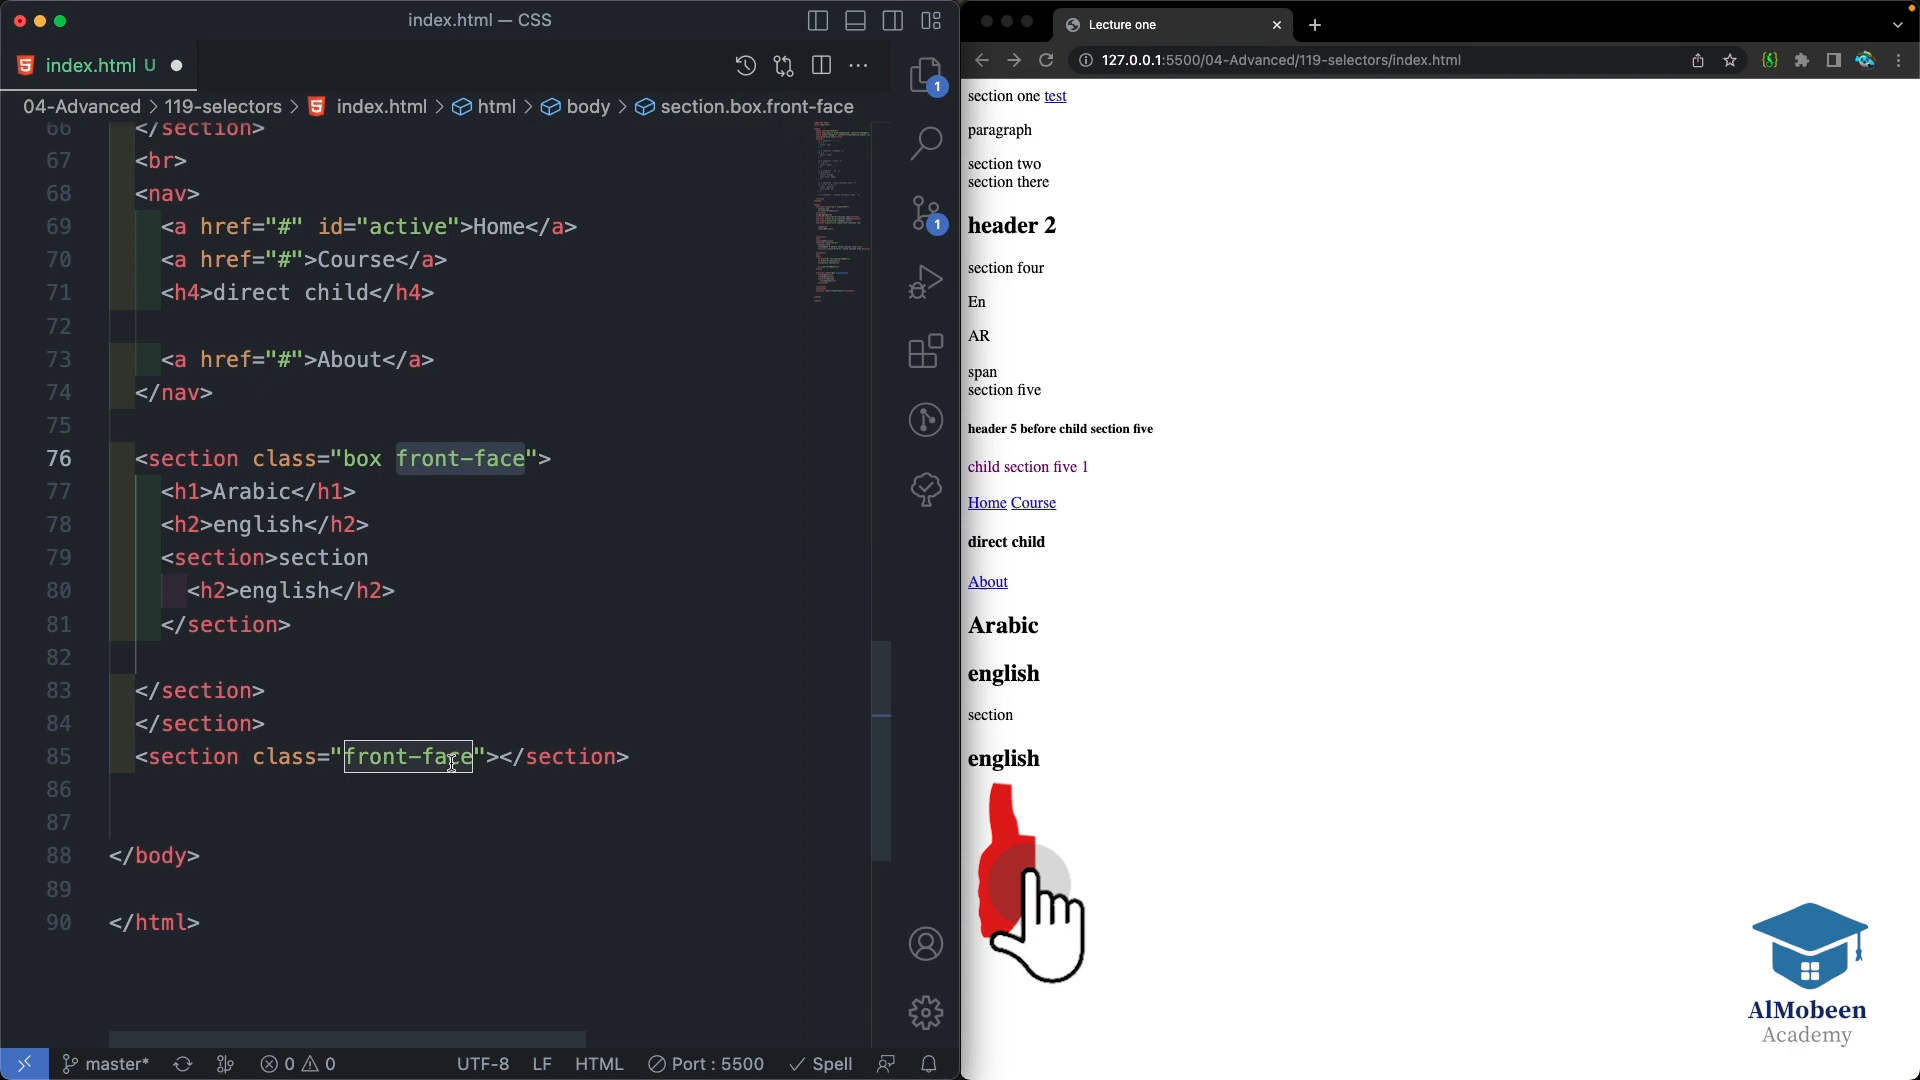 index.html — CSS
index.html U
04-Advanced > 119-selectors > index.html > html > body > section.box.front-face
66 </section>
67 <br>
68 <nav>
69 <a href="#" id="active">Home</a>
70 <a href="#">Course</a>
71 <h4>direct child</h4>
72
73 <a href="#">About</a>
74 </nav>
75
76 <section class="box front-face">
77 <h1>Arabic</h1>
78 <h2>english</h2>
79 <section>section
80 <h2>english</h2>
81 </section>
82
83 </section>
84 </section>
85 <section class="front-face"></section>
86
87
88 </body>
89
90 </html>
1
1
master* 0 0 UTF-8 LF HTML Port : 5500 Spell
Lecture one
127.0.0.1:5500/04-Advanced/119-selectors/index.html
section one test
paragraph
section two
section there
header 2
section four
En
AR
span
section five
header 5 before child section five
child section five 1
Home Course
direct child
About
Arabic
english
section
english
AlMobeen
Academy